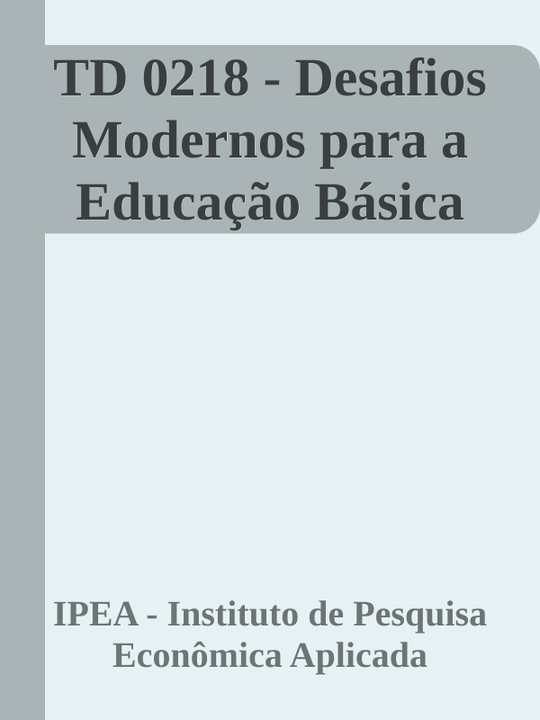 TD 0218 - Desafios
Modernos para a
Educação Básica
IPEA - Instituto de Pesquisa
Econômica Aplicada